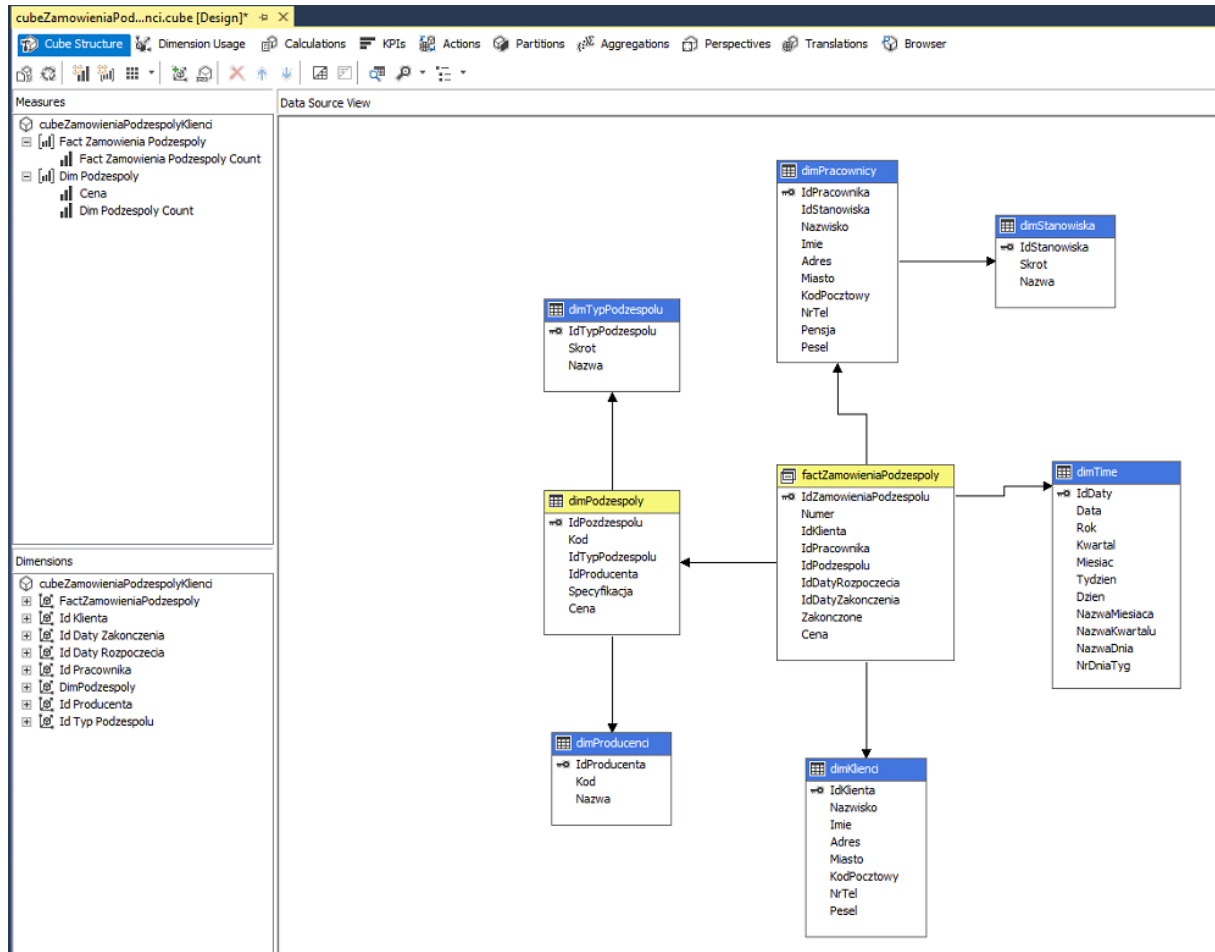 cubeZamowieniaPod...nci.cube [Design]*
Cube Structure Dimension Usage Calculations KPIs Actions Partitions Aggregations Perspectives Translations Browser
Measures
cubeZamowieniaPodzespolyKlienci
Fact Zamowienia Podzespoly
Fact Zamowienia Podzespoly Count
Dim Podzespoly
Cena
Dim Podzespoly Count
Dimensions
cubeZamowieniaPodzespolyKlienci
FactZamowieniaPodzespoly
Id Klienta
Id Daty Zakonczenia
Id Daty Rozpoczecia
Id Pracownika
DimPodzespoly
Id Producenta
Id Typ Podzespolu
Data Source View
dimPracownicy
IdPracownika
IdStanowiska
Nazwisko
Imie
Adres
Miasto
KodPocztowy
NrTel
Pensja
Pesel
dimStanowiska
IdStanowiska
Skrot
Nazwa
dimTypPodzespolu
IdTypPodzespolu
Skrot
Nazwa
dimPodzespoly
IdPozdzespolu
Kod
IdTypPodzespolu
IdProducenta
Specyfikacja
Cena
factZamowieniaPodzespoly
IdZamowieniaPodzespolu
Numer
IdKlienta
IdPracownika
IdPodzespolu
IdDatyRozpoczecia
IdDatyZakonczenia
Zakonczone
Cena
dimTime
IdDaty
Data
Rok
Kwartal
Miesiac
Tydzien
Dzien
NazwaMiesiaca
NazwaKwartalu
NazwaDnia
NrDniaTyg
dimProducenci
IdProducenta
Kod
Nazwa
dimKlienci
IdKlienta
Nazwisko
Imie
Adres
Miasto
KodPocztowy
NrTel
Pesel